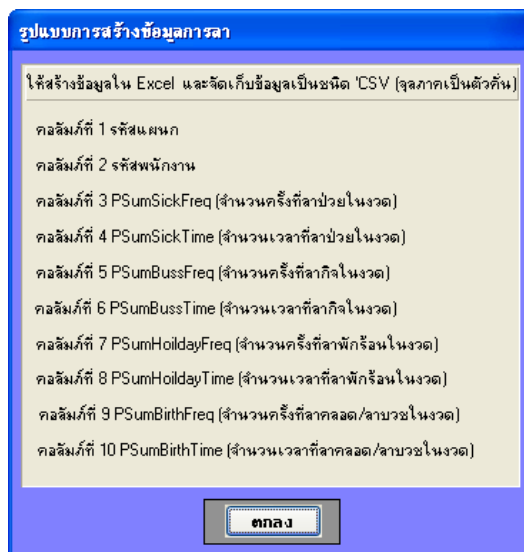 รูปแบบการสร้างข้อมูลการลา
ให้สร้างข้อมูลใน Excel และจัดเก็บข้อมูลเป็นชนิด 'CSV (จุลภาคเป็นตัวคั่น)
คอลัมภ์ที่ 1 รหัสแผนก
คอลัมภ์ที่ 2 รหัสพนักงาน
คอลัมภ์ที่ 3 PSumSickFreq (จำนวนครั้งที่ลาป่วยในงวด)
คอลัมภ์ที่ 4 PSumSickTime (จำนวนเวลาที่ลาป่วยในงวด)
คอลัมภ์ที่ 5 PSumBussFreq (จำนวนครั้งที่ลากิจในงวด)
คอลัมภ์ที่ 6 PSumBussTime (จำนวนเวลาที่ลากิจในงวด)
คอลัมภ์ที่ 7 PSumHoildayFreq (จำนวนครั้งที่ลาพักร้อนในงวด)
คอลัมภ์ที่ 8 PSumHoildayTime (จำนวนเวลาที่ลาพักร้อนในงวด)
คอลัมภ์ที่ 9 PSumBirthFreq (จำนวนครั้งที่ลาคลอด/ลาบวชในงวด)
คอลัมภ์ที่ 10 PSumBirthTime (จำนวนเวลาที่ลาคลอด/ลาบวชในงวด)
ตกลง